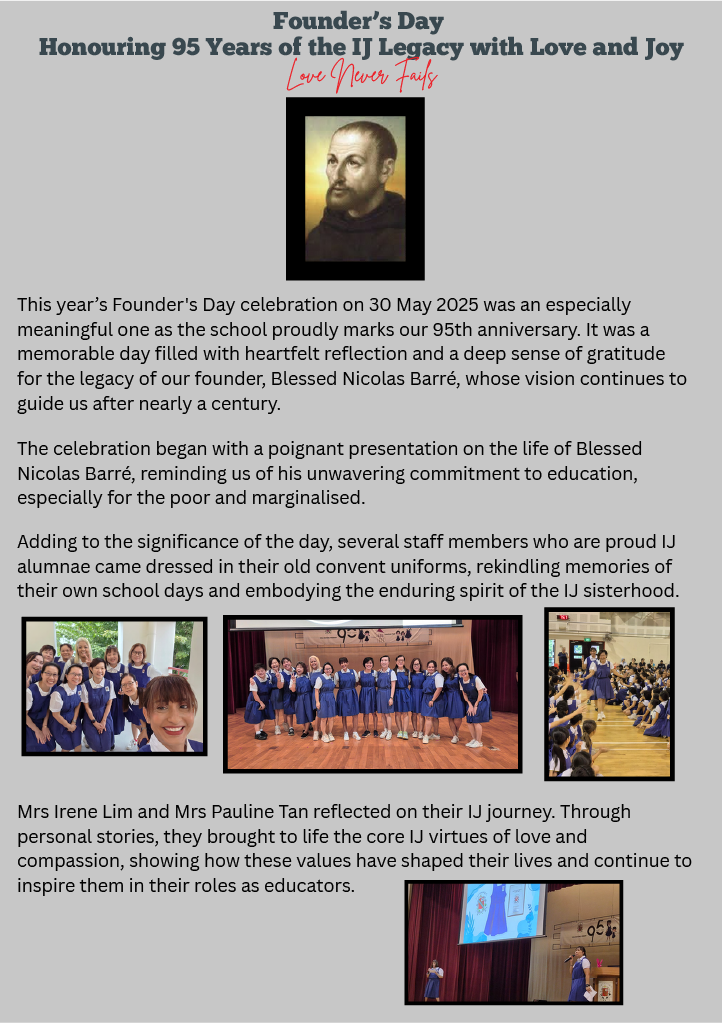 Founder’s Day
Honouring 95 Years of the IJ Legacy with Love and Joy
Love Never Fails
This year’s Founder's Day celebration on 30 May 2025 was an especially
meaningful one as the school proudly marks our 95th anniversary. It was a
memorable day filled with heartfelt reflection and a deep sense of gratitude
for the legacy of our founder, Blessed Nicolas Barré, whose vision continues to
guide us after nearly a century.
The celebration began with a poignant presentation on the life of Blessed
Nicolas Barré, reminding us of his unwavering commitment to education,
especially for the poor and marginalised.
Adding to the significance of the day, several staff members who are proud IJ
alumnae came dressed in their old convent uniforms, rekindling memories of
their own school days and embodying the enduring spirit of the IJ sisterhood.
95
Mrs Irene Lim and Mrs Pauline Tan reflected on their IJ journey. Through
personal stories, they brought to life the core IJ virtues of love and
compassion, showing how these values have shaped their lives and continue to
inspire them in their roles as educators.
95